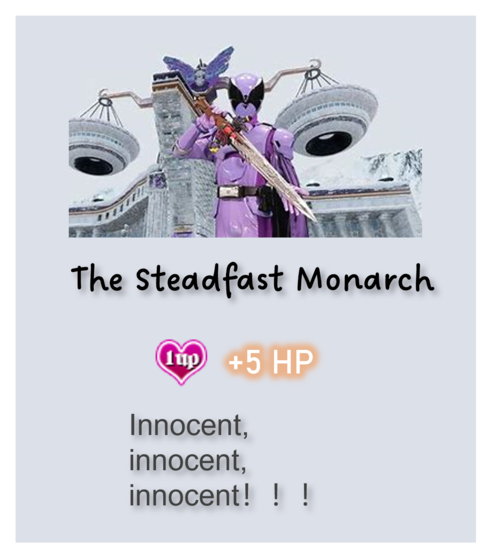 The Steadfast Monarch
1up +5 HP
Innocent,
innocent,
innocent！！！